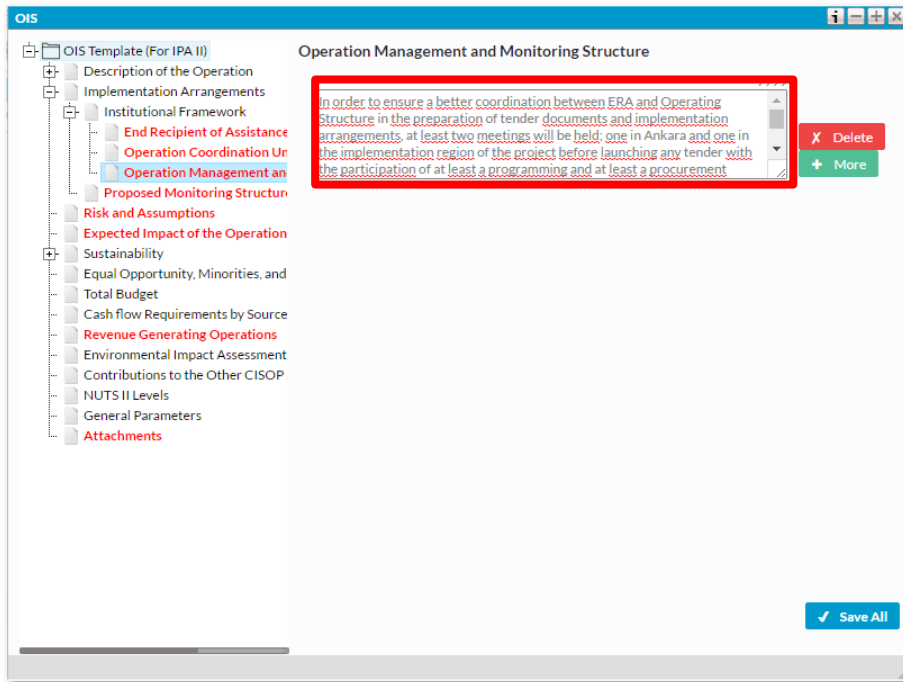 OIS
OIS Template (For IPA II)
Description of the Operation
Implementation Arrangements
Institutional Framework
End Recipient of Assistance
Operation Coordination Un
Operation Management an
Proposed Monitoring Structur
Risk and Assumptions
Expected Impact of the Operation
Sustainability
Equal Opportunity, Minorities, and
Total Budget
Cash flow Requirements by Source
Revenue Generating Operations
Environmental Impact Assessment
Contributions to the Other CISOP
NUTS II Levels
General Parameters
Attachments
Operation Management and Monitoring Structure
In order to ensure a better coordination between ERA and Operating
Structure in the preparation of tender documents and implementation
arrangements, at least two meetings will be held; one in Ankara and one in
the implementation region of the project before launching any tender with
the participation of at least a programming and at least a procurement
Delete
More
Save All